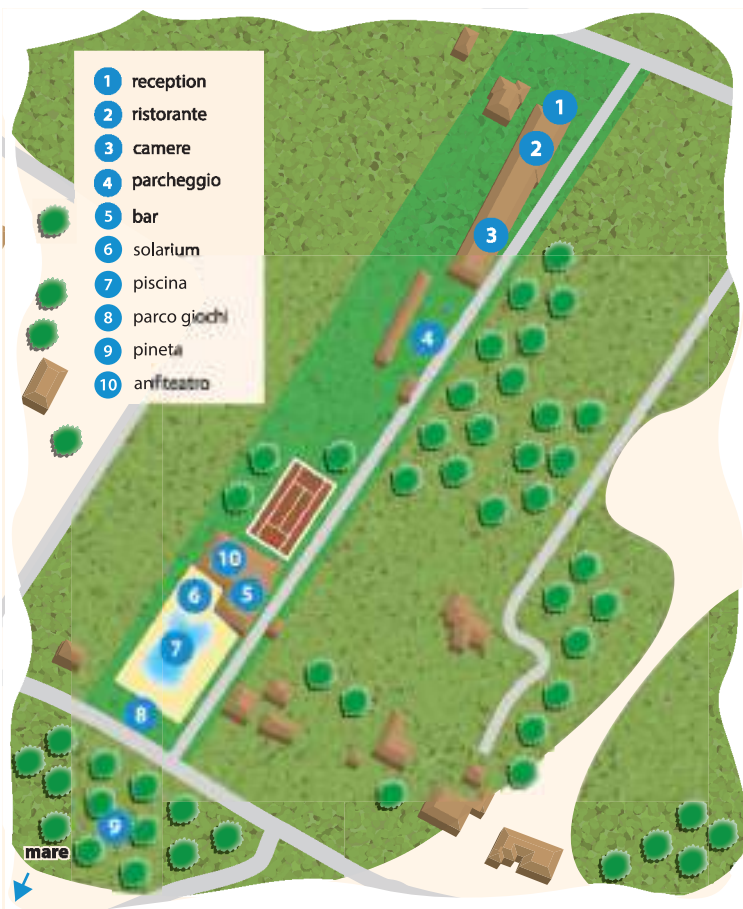 1 reception
2 ristorante
3 camere
4 parcheggio
5 bar
6 solarium
7 piscina
8 parco giochi
9 pineta
10 anfiteatro
1
2
3
4
10
6
5
7
8
9
mare